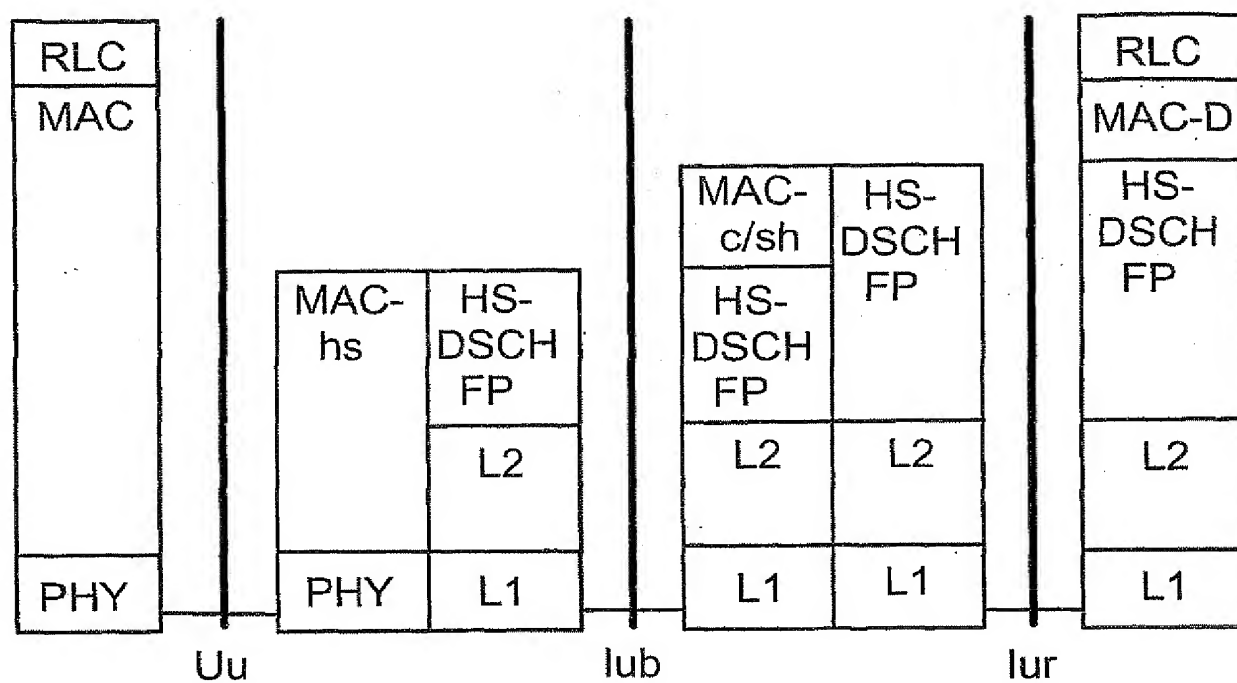 RLC
MAC
PHY
Uu
MAC-
hs
PHY
HS-
DSCH
FP
L2
L1
Iub
MAC-
c/sh
HS-
DSCH
FP
L2
L1
HS-
DSCH
FP
L2
L1
Iur
RLC
MAC-D
HS-
DSCH
FP
L2
L1